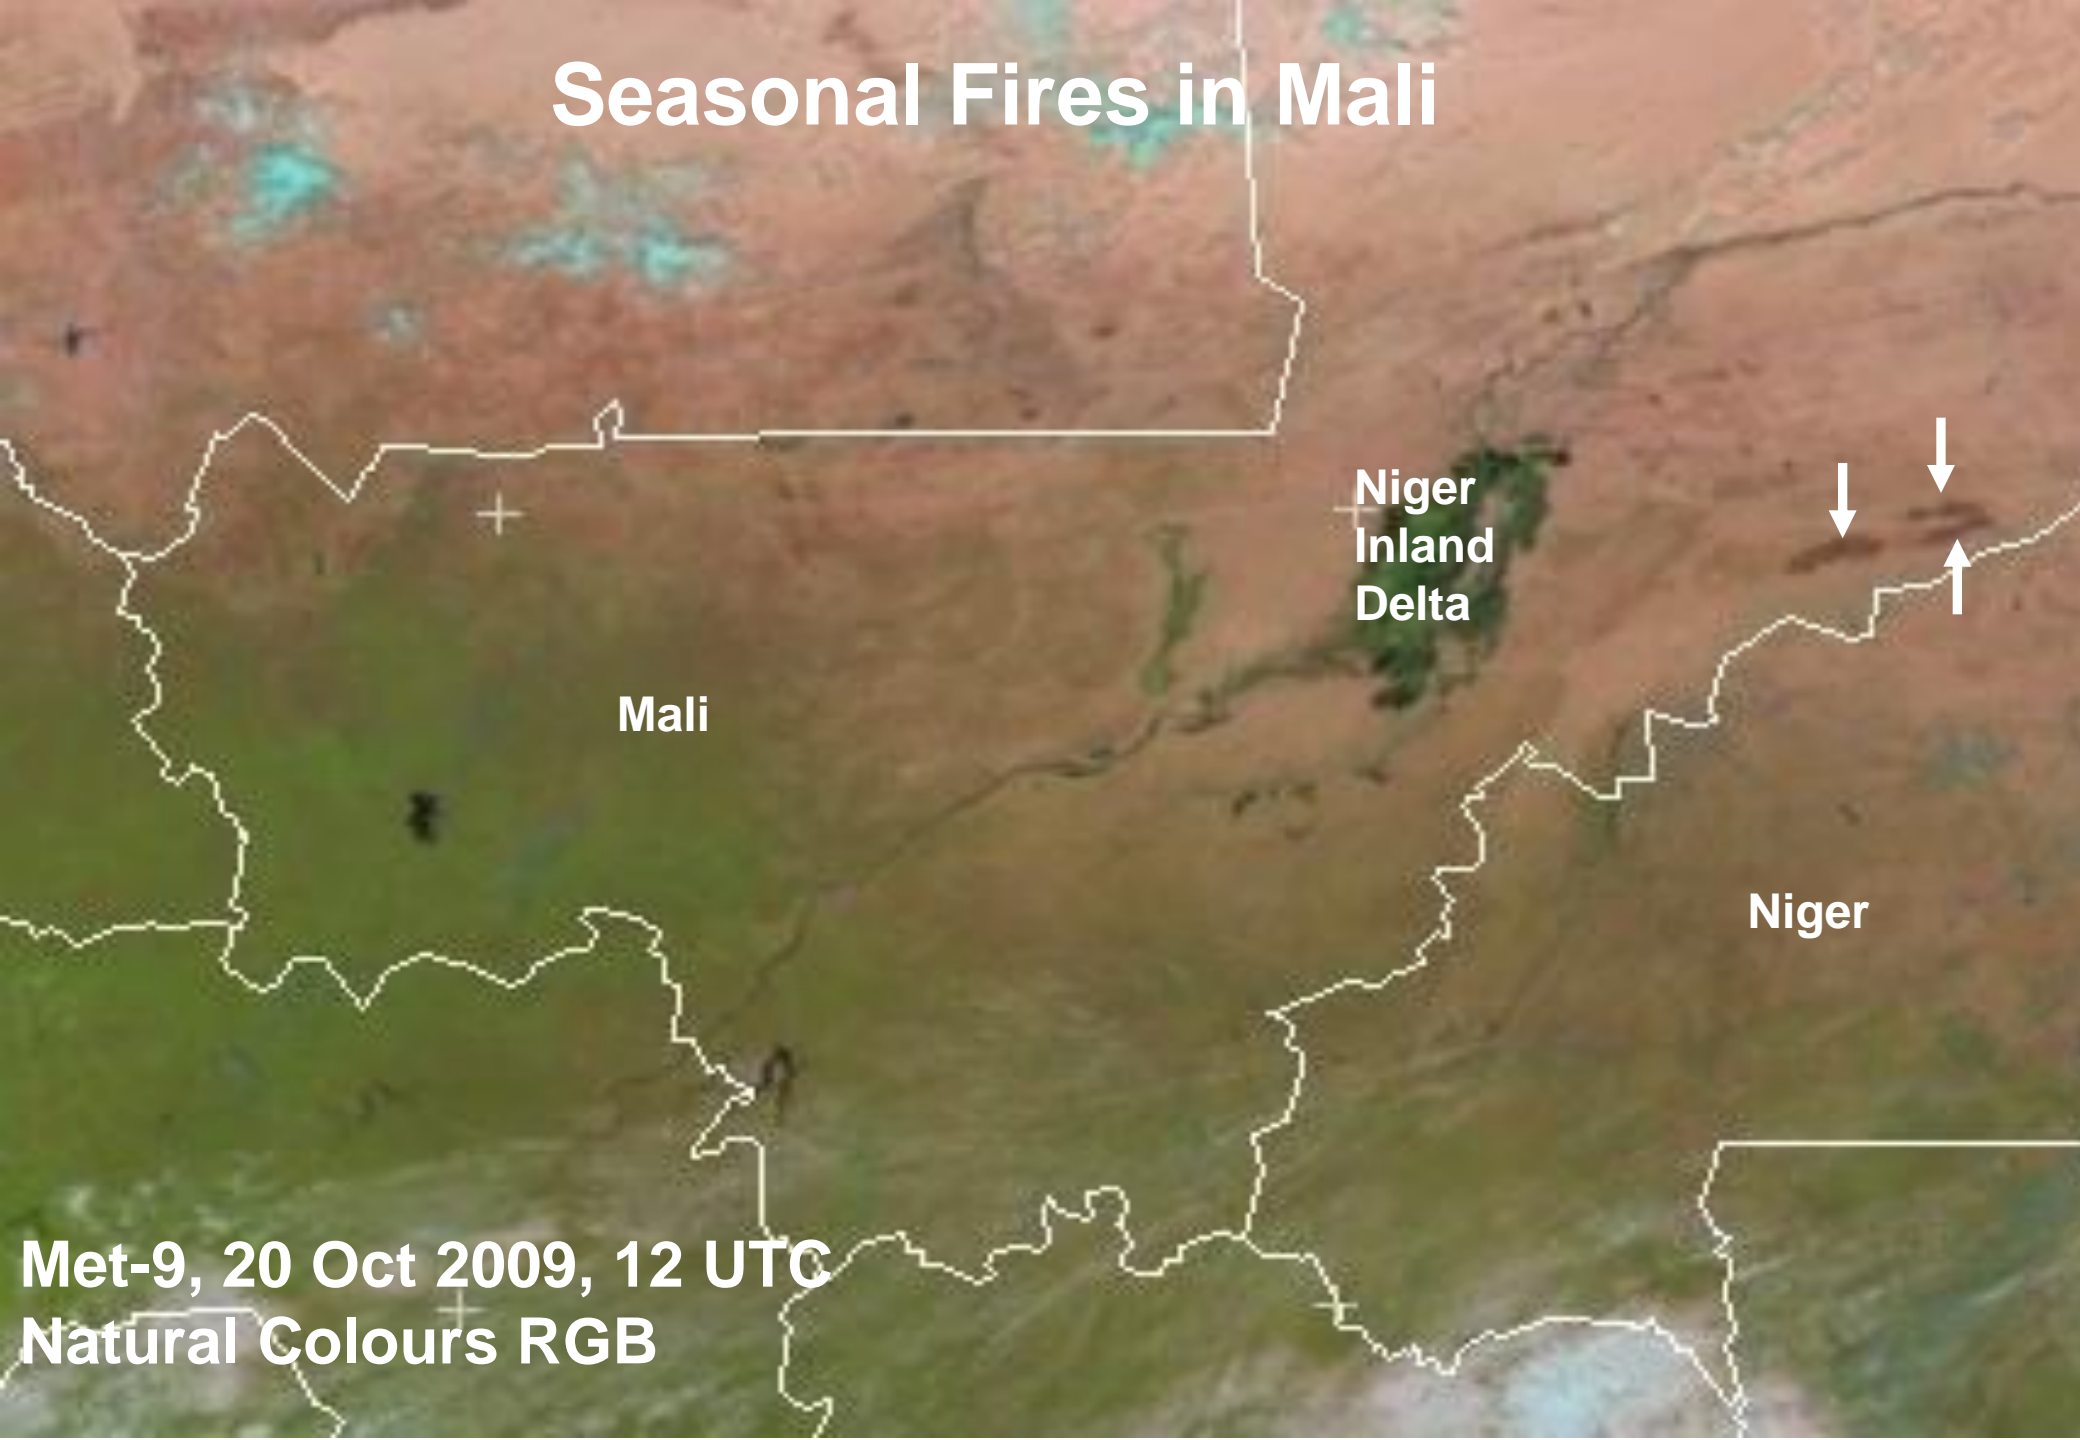 Seasonal Fires in Mali
Niger
Inland
Delta
Mali
Niger
Met-9, 20 Oct 2009, 12 UTC
Natural Colours RGB